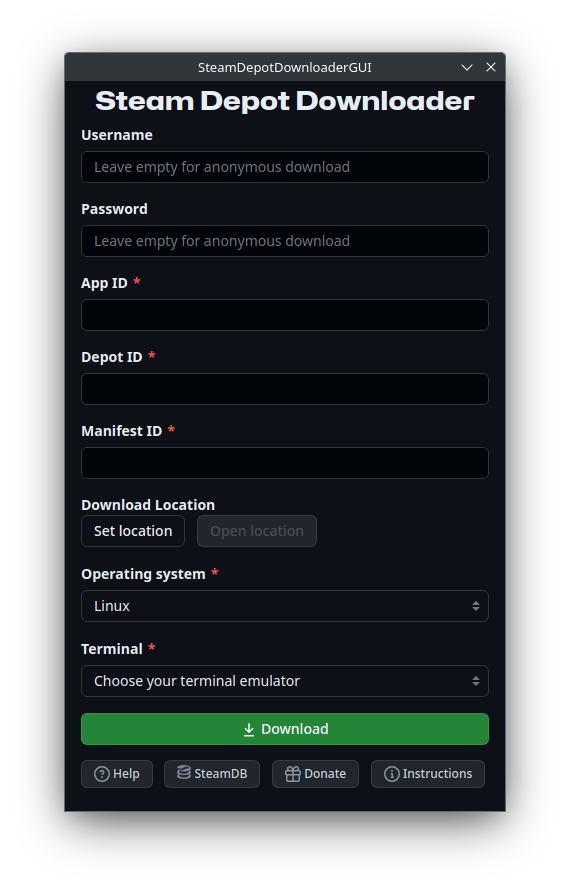 SteamDepotDownloaderGUI
Steam Depot Downloader
Username
Leave empty for anonymous download
Password
Leave empty for anonymous download
App ID *
Depot ID *
Manifest ID *
Download Location
Set location Open location
Operating system *
Linux
Terminal *
Choose your terminal emulator
Download
Help SteamDB Donate Instructions